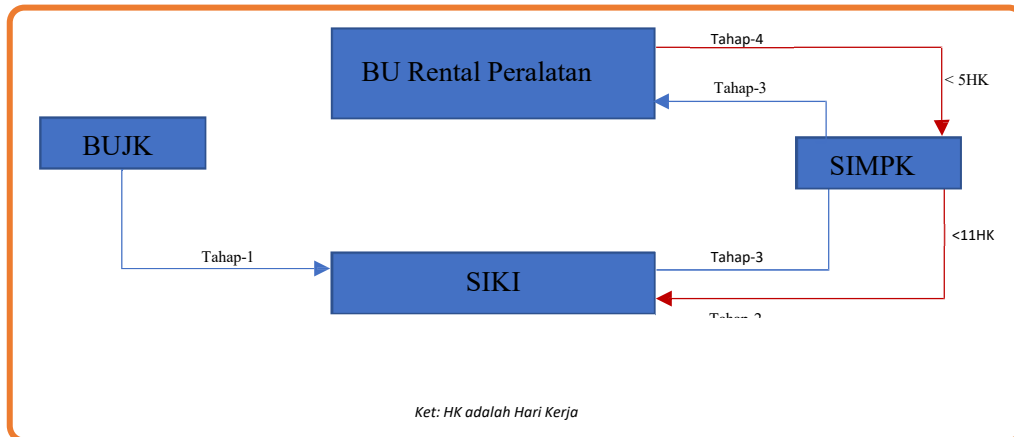 Tahap-4
BU Rental Peralatan
< 5HK
Tahap-3
BUJK
SIMPK
<11HK
Tahap-1
Tahap-3
SIKI
Ket: HK adalah Hari Kerja